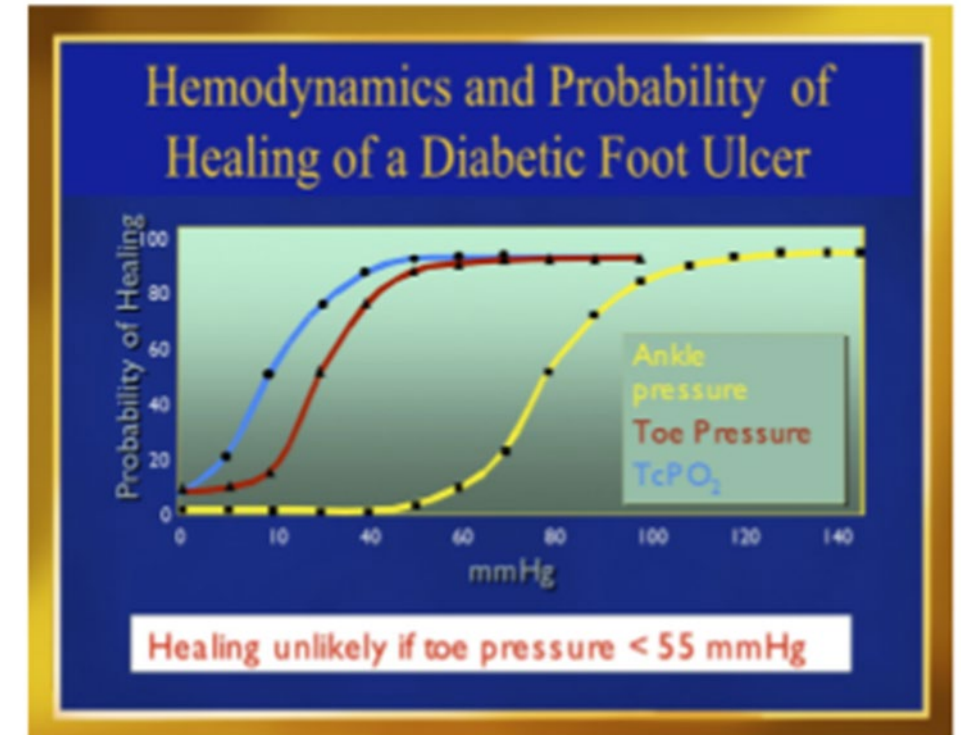 Hemodynamics and Probability of
Healing of a Diabetic Foot Ulcer
Probability of Healing
100
80
60
40
20
0
0 10 40 60 80 100 120 140
mmHg
Ankle
pressure
Toe Pressure
TcPO₂
Healing unlikely if toe pressure < 55 mmHg